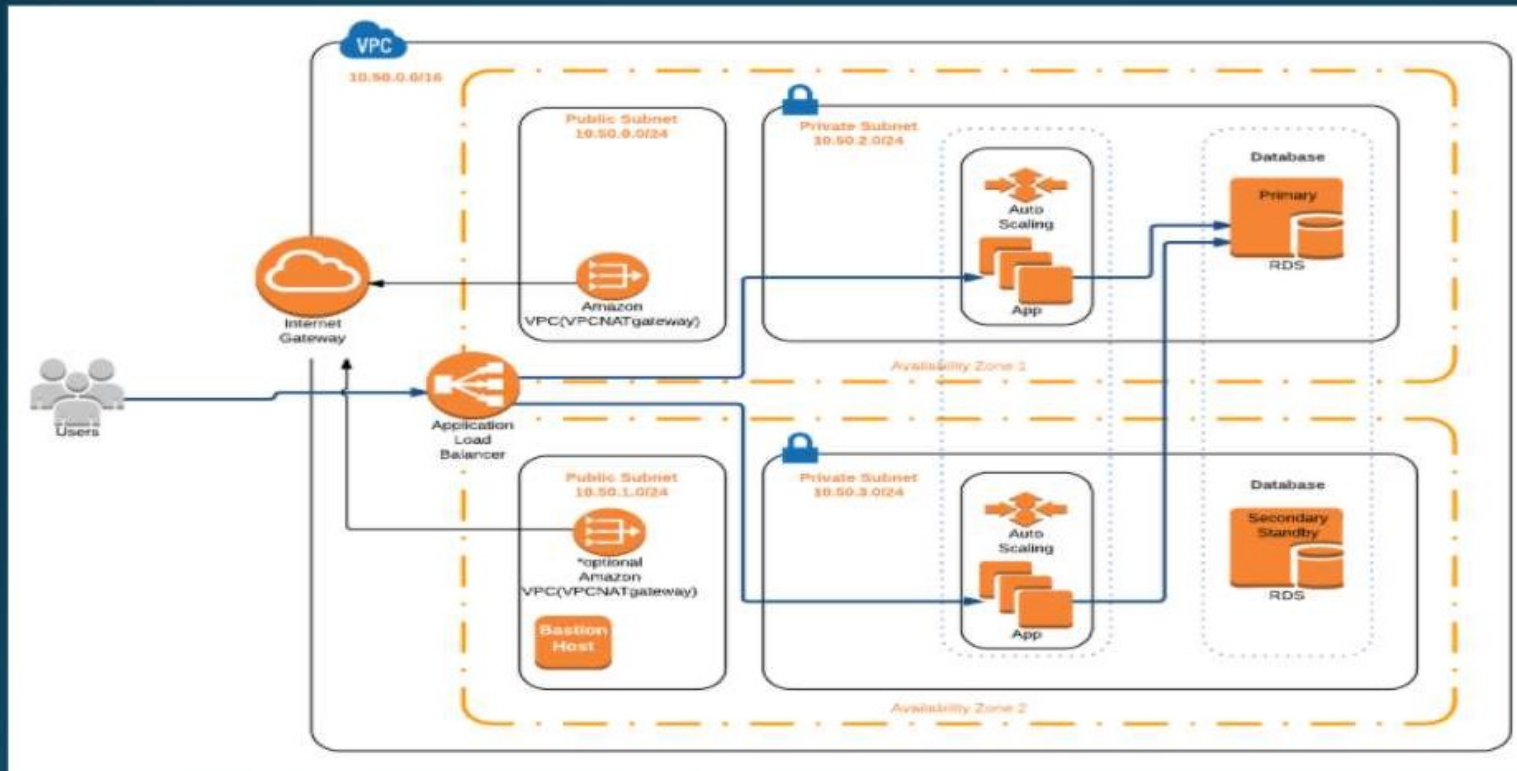 VPC
10.50.0.0/16
Public Subnet
10.50.0.0/24
Private Subnet
10.50.2.0/24
Database
Primary
RDS
Auto
Scaling
App
Amazon
VPC(VPCNATgateway)
Internet
Gateway
Availability Zone 1
Users
Application
Load
Balancer
Public Subnet
10.50.1.0/24
Private Subnet
10.50.3.0/24
Database
Secondary
Standby
RDS
Auto
Scaling
App
*optional
Amazon
VPC(VPCNATgateway)
Bastion
Host
Availability Zone 2